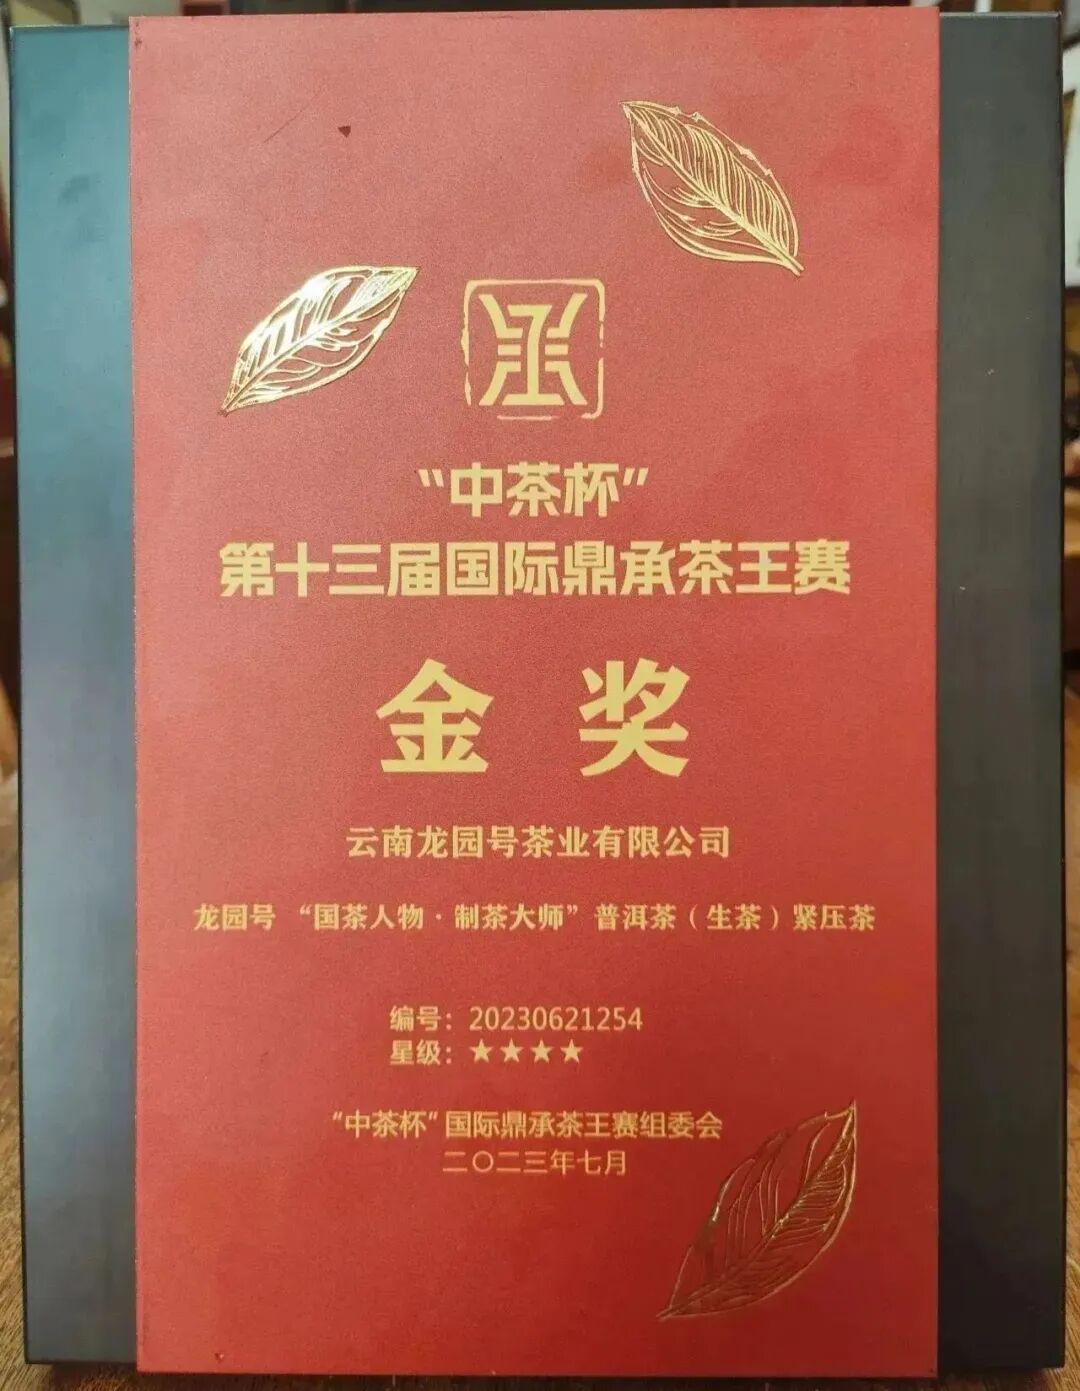 “中茶杯”
第十三届国际鼎承茶王赛
金 奖
云南龙园号茶业有限公司
龙园号 “国茶人物·制茶大师” 普洱茶（生茶）紧压茶
编号：20230621254
星级：★★★★
“中茶杯”国际鼎承茶王赛组委会
二〇二三年七月